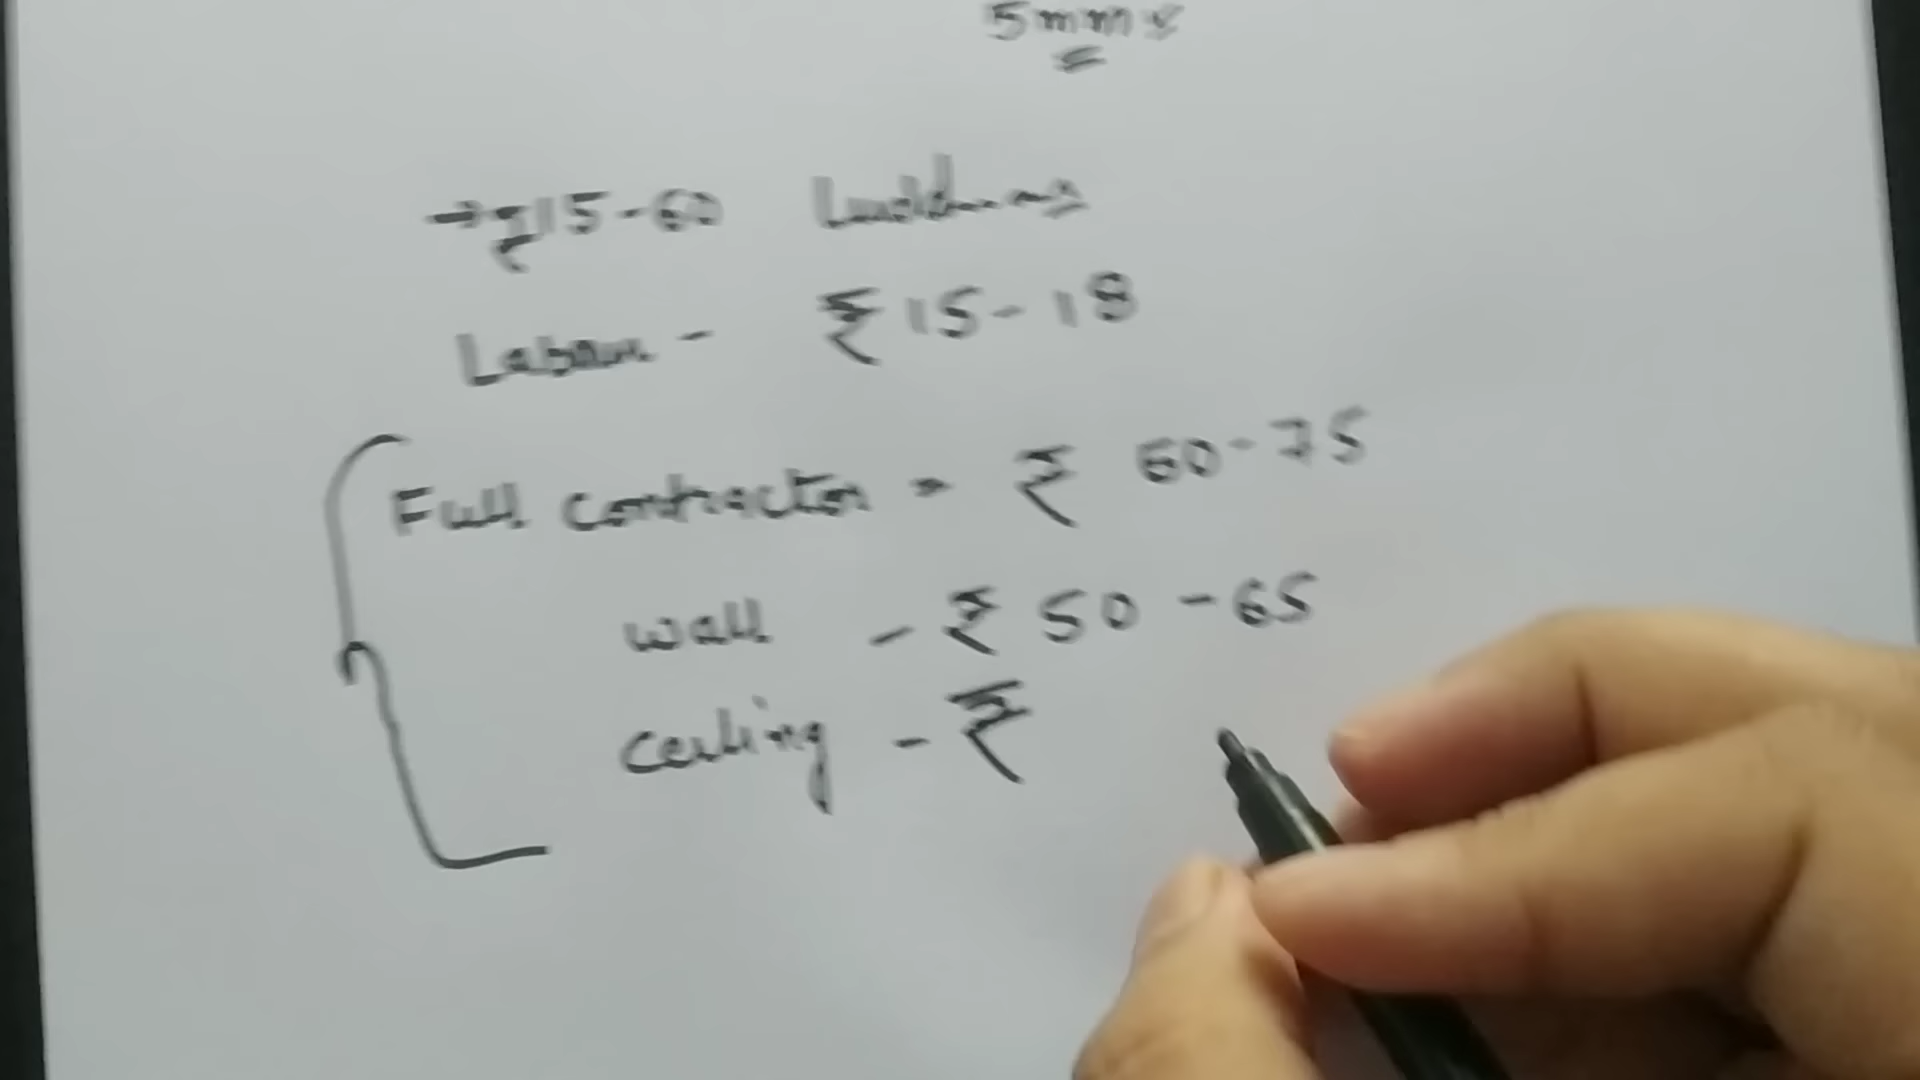 5mm
→ ₹15-60
Labour - ₹15-18
Full contractor - ₹ 60-75
wall - ₹ 50 - 65
ceiling - ₹